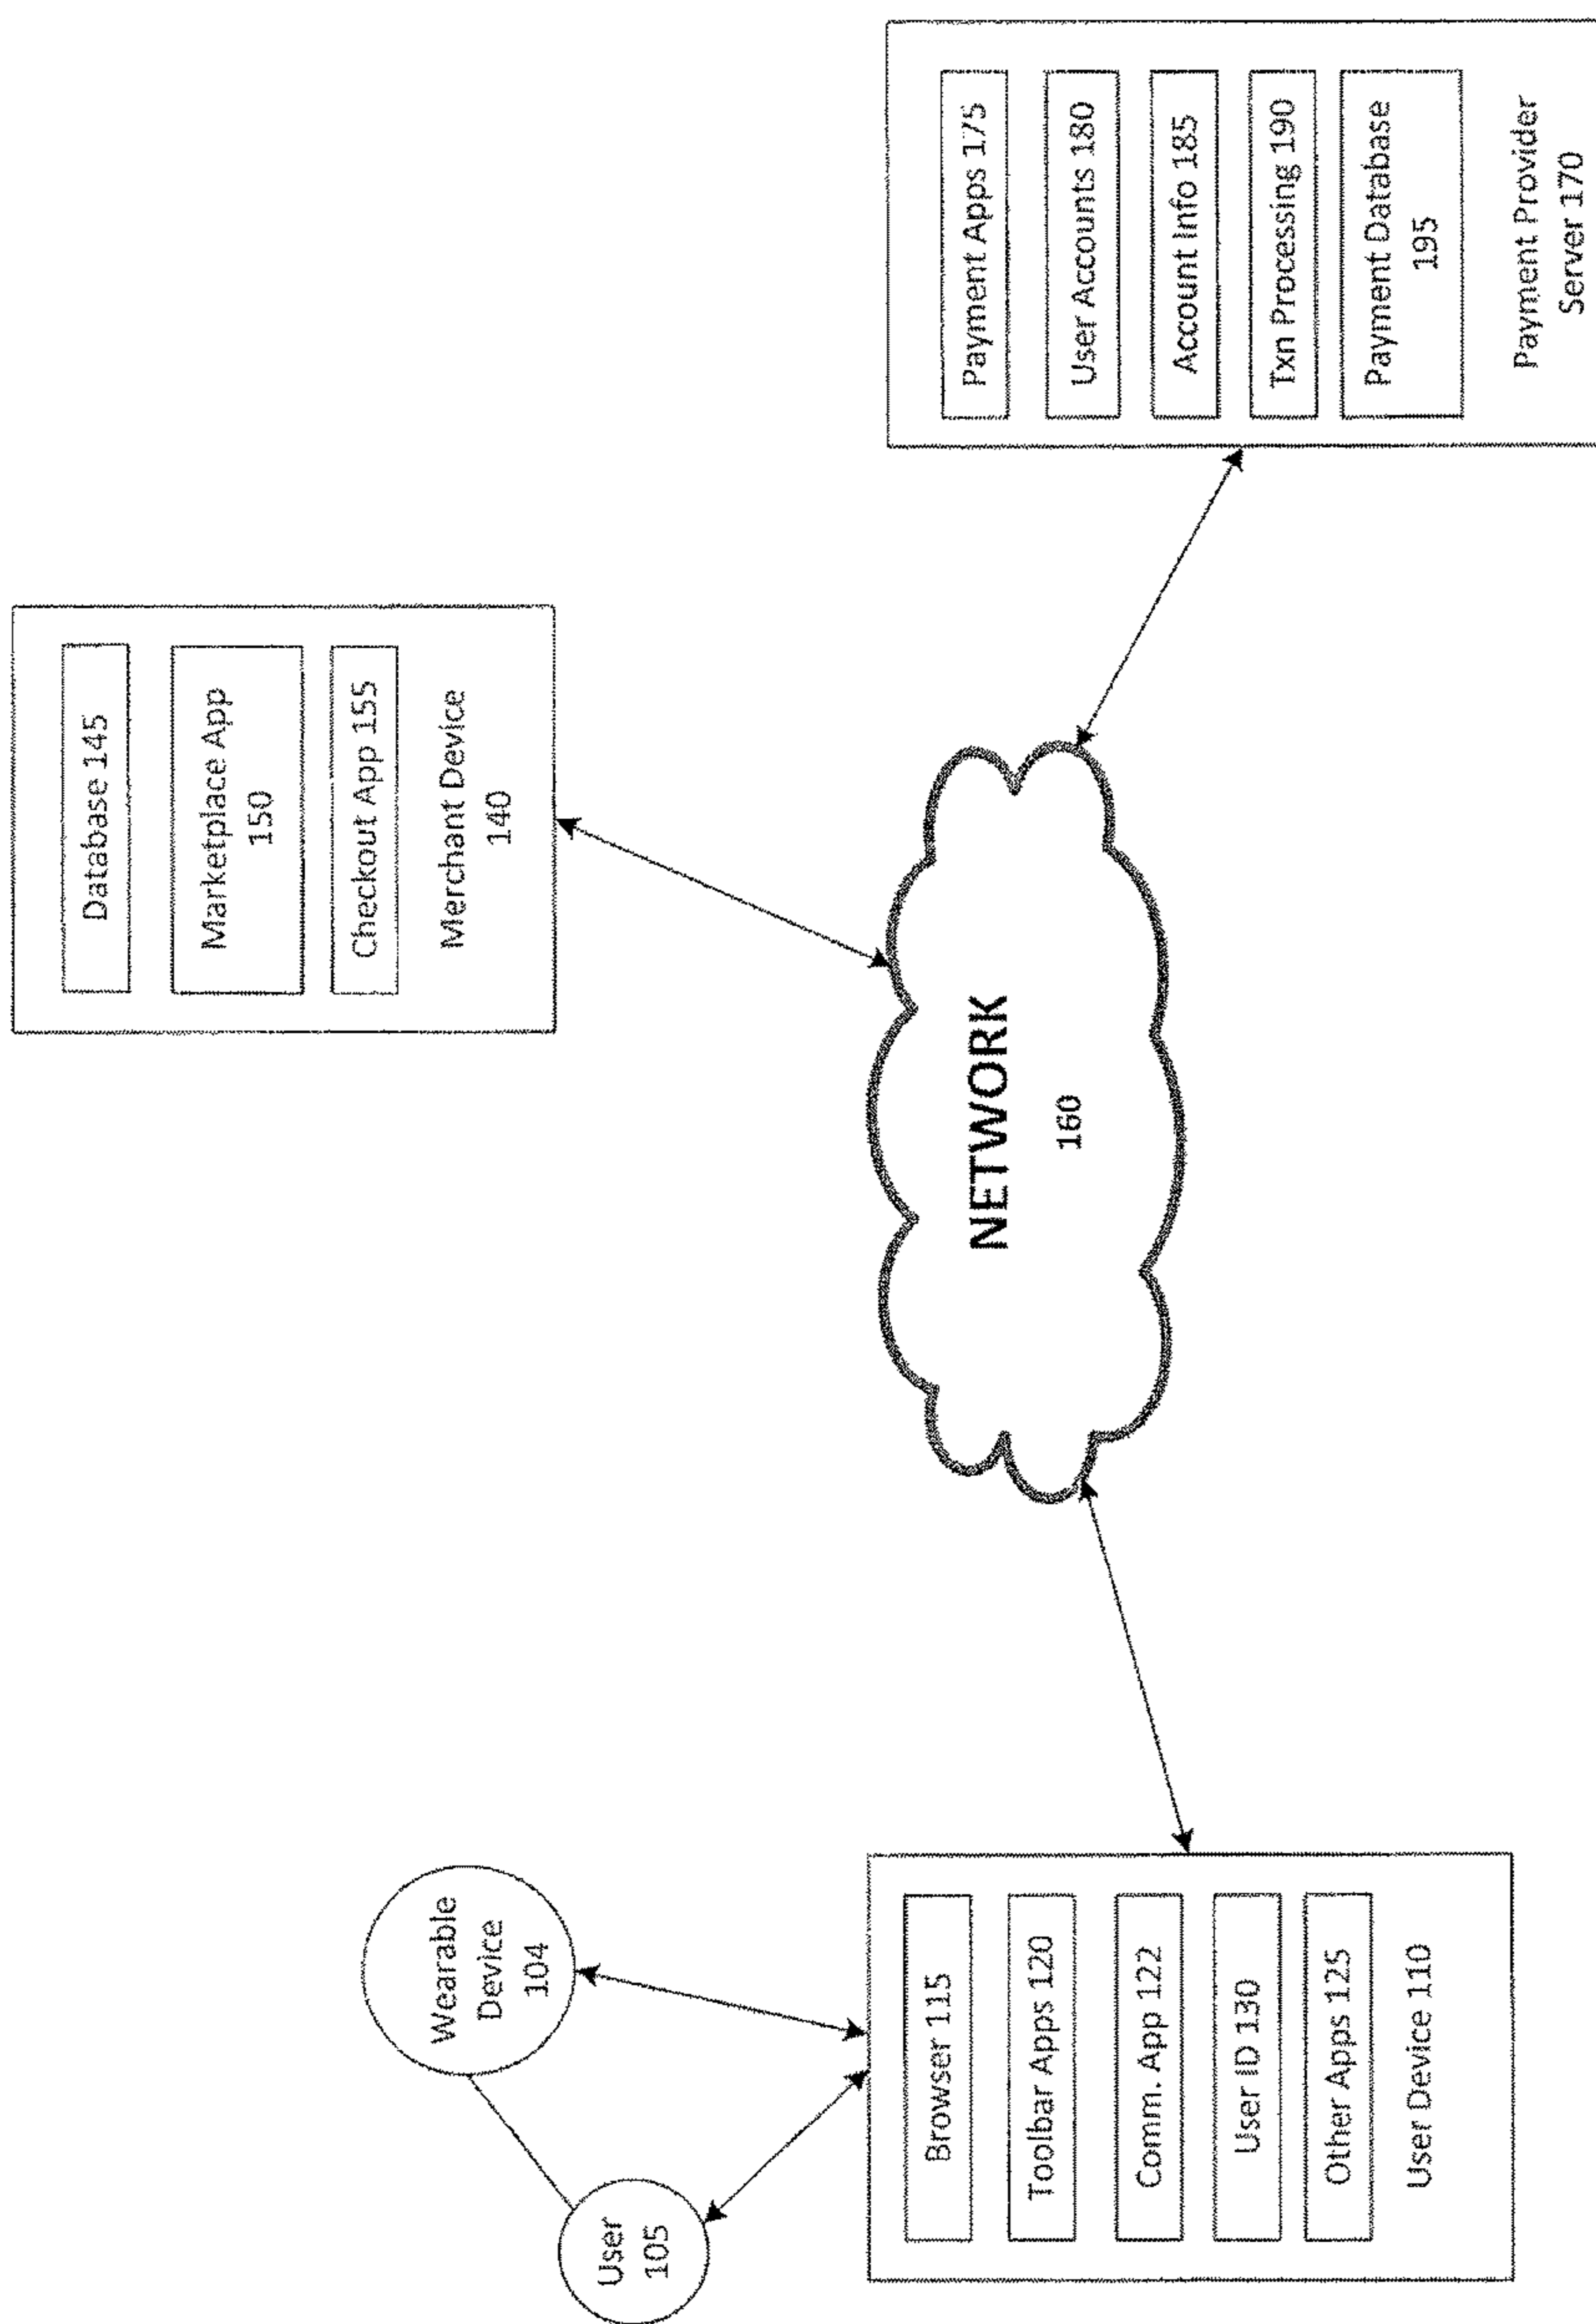 Wearable
Device
104
User
105
Browser 115
Toolbar Apps 120
Comm. App 122
User ID 130
Other Apps 125
User Device 110
NETWORK
160
Database 145
Marketplace App
150
Checkout App 155
Merchant Device
140
Payment Apps 175
User Accounts 180
Account Info 185
Txn Processing 190
Payment Database
195
Payment Provider
Server 170